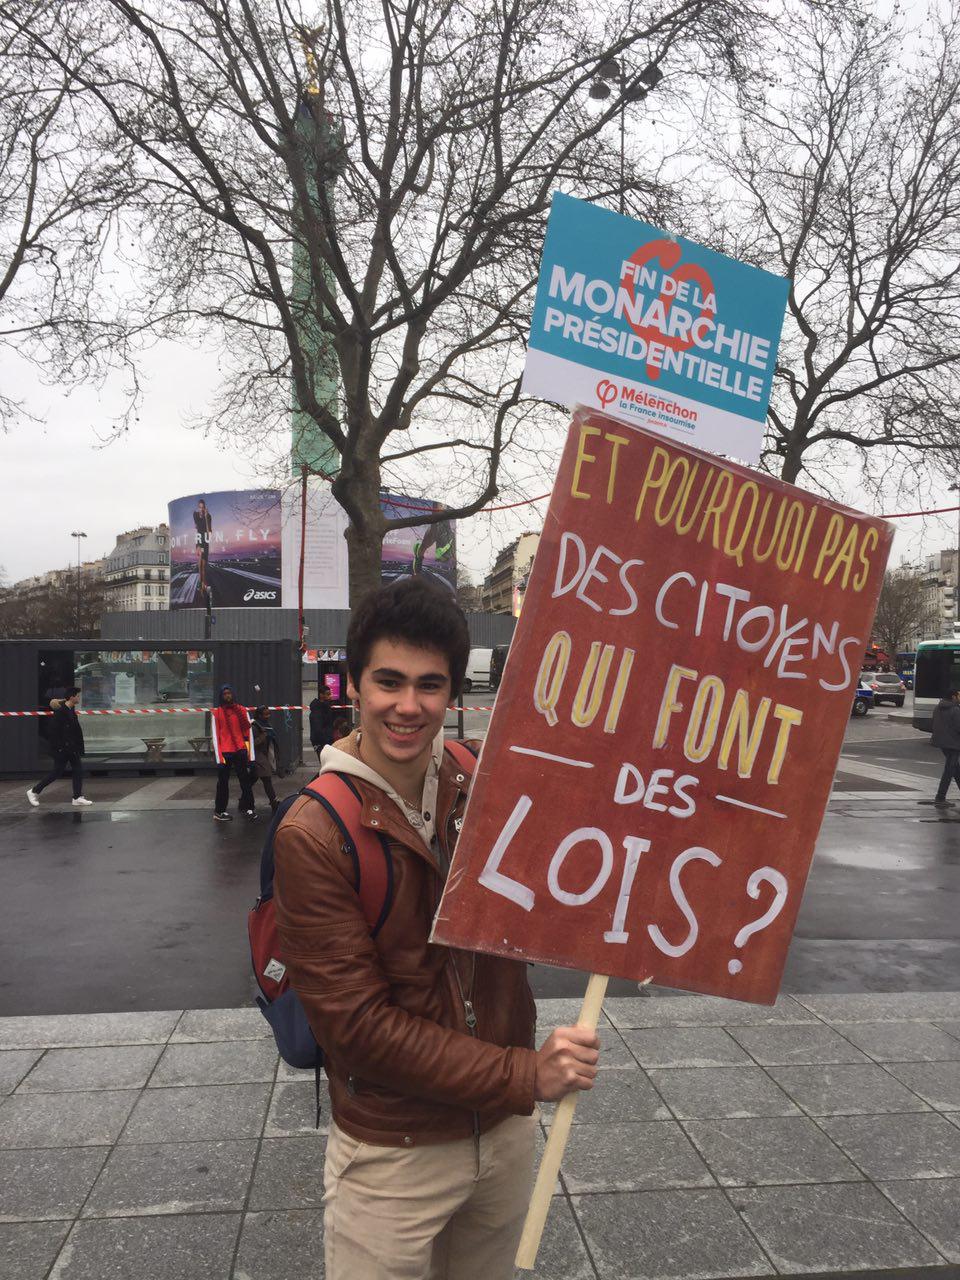 FIN DE LA
MONARCHIE
PRÉSIDENTIELLE
Mélenchon
la France insoumise
ET POURQUOI PAS
DES CITOYENS
QUI FONT
DES
LOIS?
RUN, FLY
asics